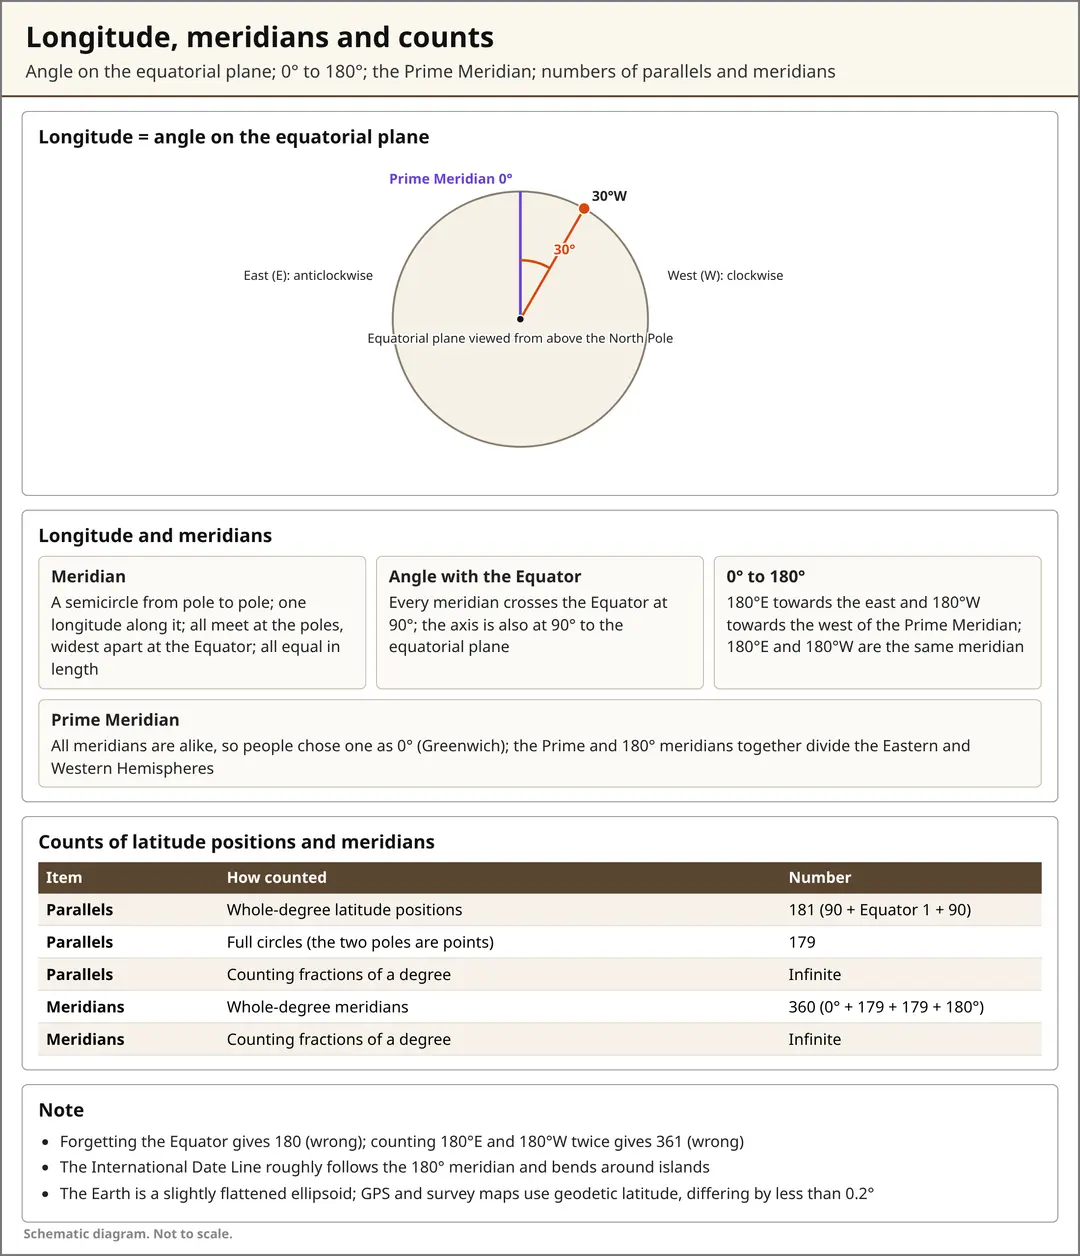 Longitude, meridians and counts
Angle on the equatorial plane; 0° to 180°; the Prime Meridian; numbers of parallels and meridians
Longitude = angle on the equatorial plane
Prime Meridian 0°
30°W
30°
East (E): anticlockwise
West (W): clockwise
Equatorial plane viewed from above the North Pole
Longitude and meridians
Meridian
A semicircle from pole to pole; one
longitude along it; all meet at the poles,
widest apart at the Equator; all equal in
length
Angle with the Equator
Every meridian crosses the Equator at
90°; the axis is also at 90° to the
equatorial plane
0° to 180°
180°E towards the east and 180°W
towards the west of the Prime Meridian;
180°E and 180°W are the same meridian
Prime Meridian
All meridians are alike, so people chose one as 0° (Greenwich); the Prime and 180° meridians together divide the Eastern and
Western Hemispheres
Counts of latitude positions and meridians
Item How counted Number
Parallels Whole-degree latitude positions 181 (90 + Equator 1 + 90)
Parallels Full circles (the two poles are points) 179
Parallels Counting fractions of a degree Infinite
Meridians Whole-degree meridians 360 (0° + 179 + 179 + 180°)
Meridians Counting fractions of a degree Infinite
Note
• Forgetting the Equator gives 180 (wrong); counting 180°E and 180°W twice gives 361 (wrong)
• The International Date Line roughly follows the 180° meridian and bends around islands
• The Earth is a slightly flattened ellipsoid; GPS and survey maps use geodetic latitude, differing by less than 0.2°
Schematic diagram. Not to scale.